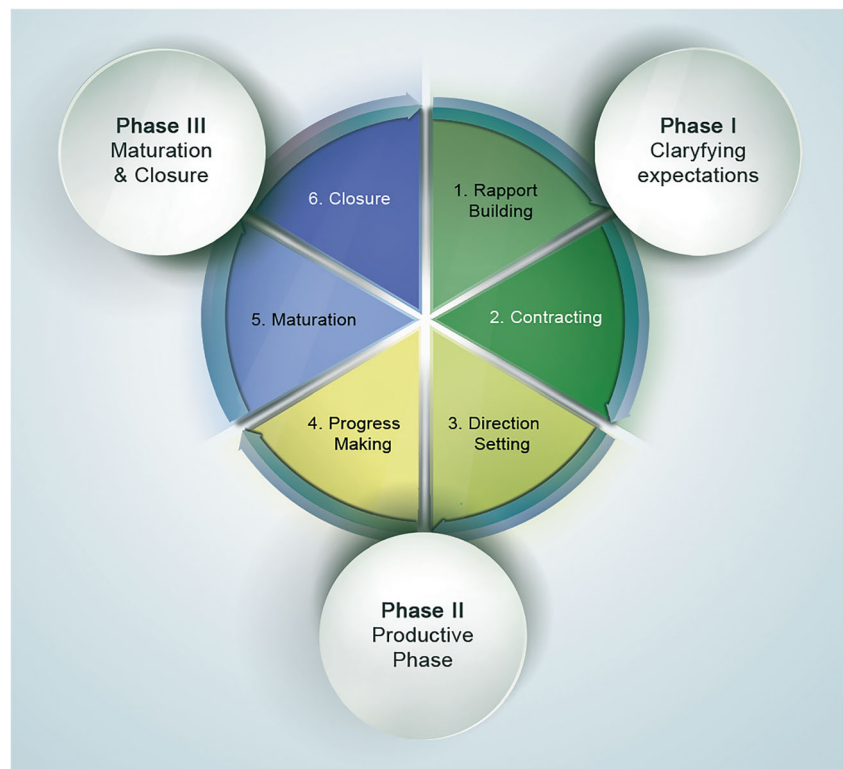 Phase I
Claryfying
expectations
1. Rapport
Building
2. Contracting
3. Direction
Setting
Phase II
Productive
Phase
4. Progress
Making
5. Maturation
6. Closure
Phase III
Maturation
& Closure